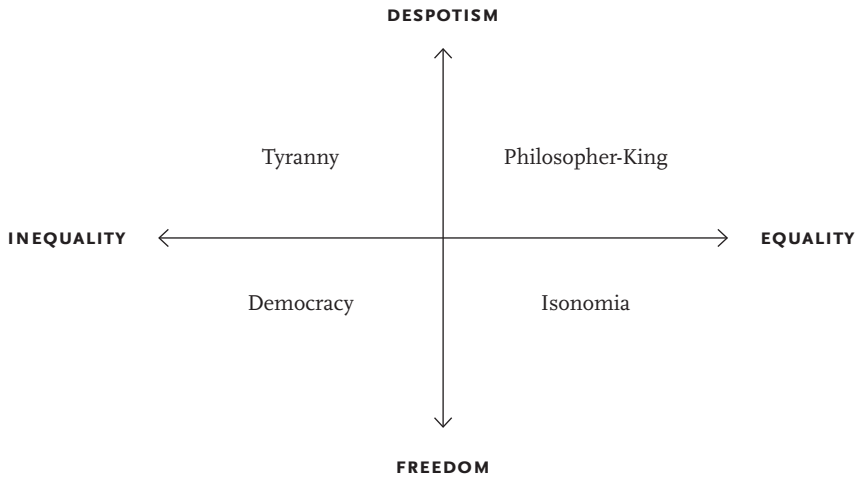 DESPOTISM
Tyranny
Philosopher-King
INEQUALITY
EQUALITY
Democracy
Isonomia
FREEDOM